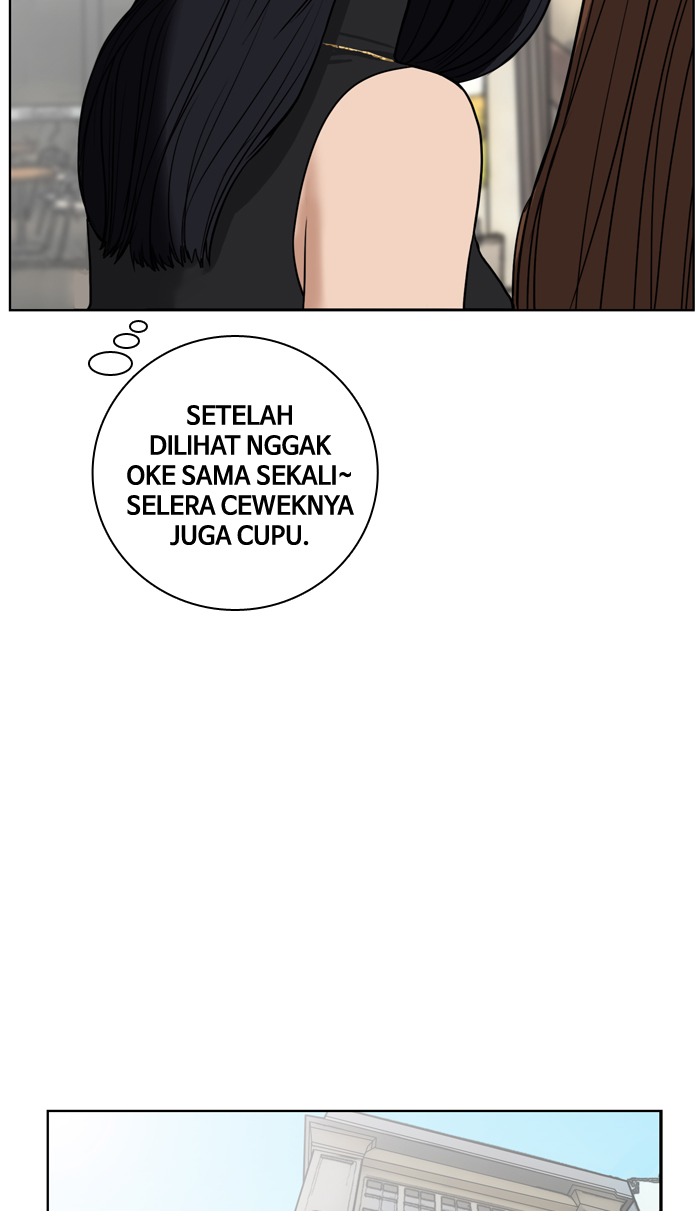 SETELAH
DILIHAT NGGAK
OKE SAMA SEKALI~
SELERA CEWEKNYA
JUGA CUPU.